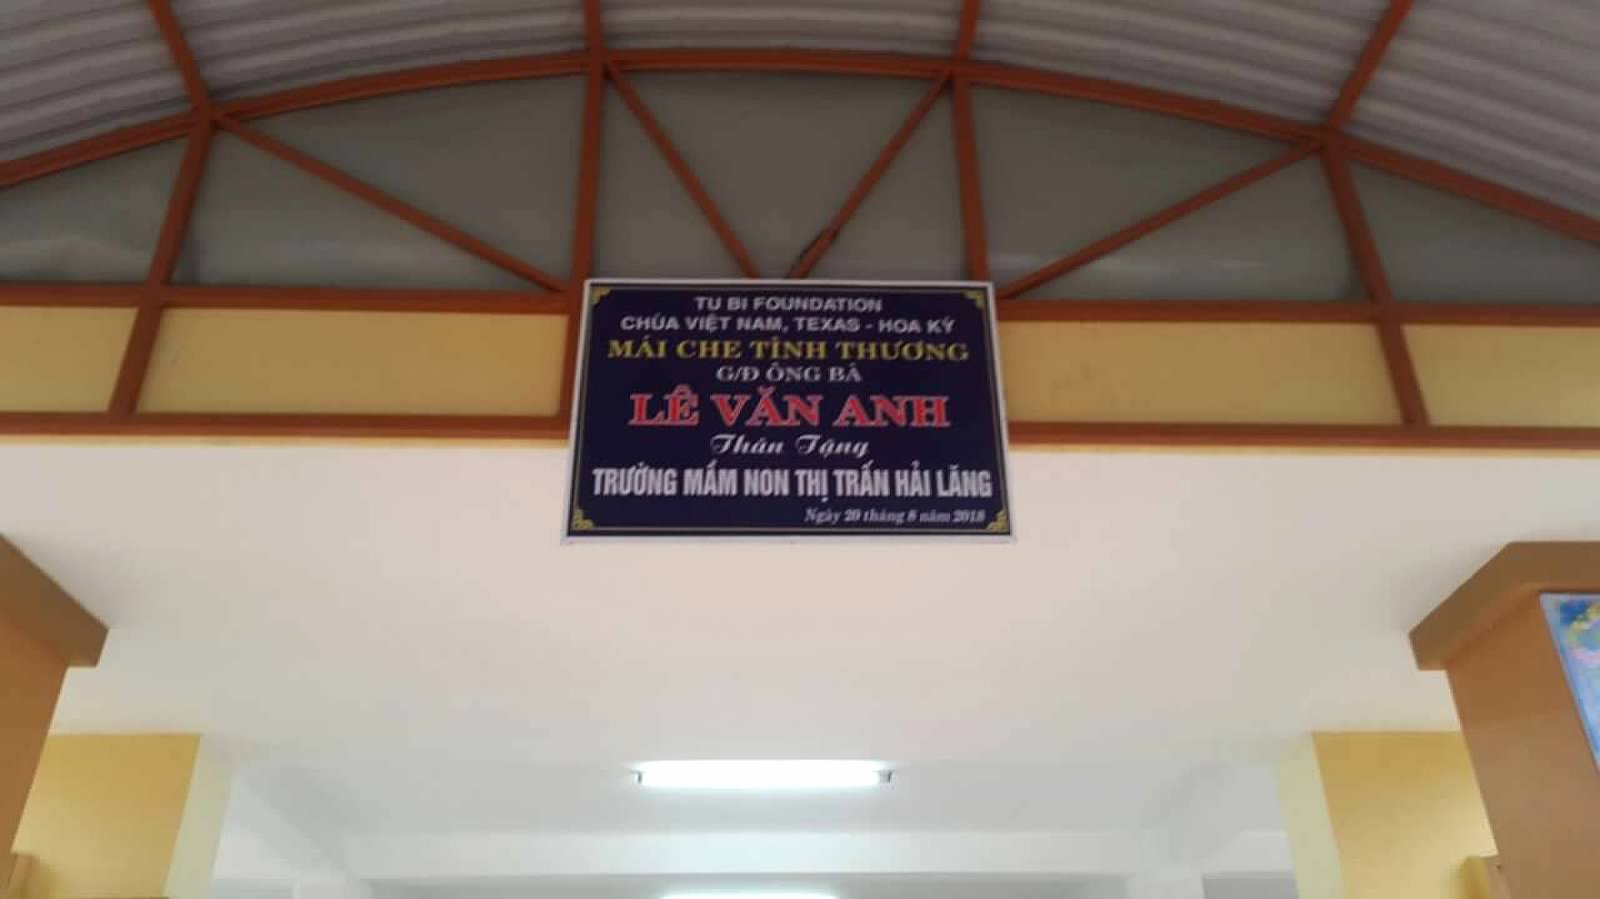 TU BI FOUNDATION
CHÙA VIỆT NAM, TEXAS - HOA KỲ
MÁI CHE TÌNH THƯƠNG
G/Đ ÔNG BÀ
LÊ VĂN ANH
Thân Tặng
TRƯỜNG MẦM NON THỊ TRẤN HẢI LĂNG
Ngày 20 tháng 8 năm 2018